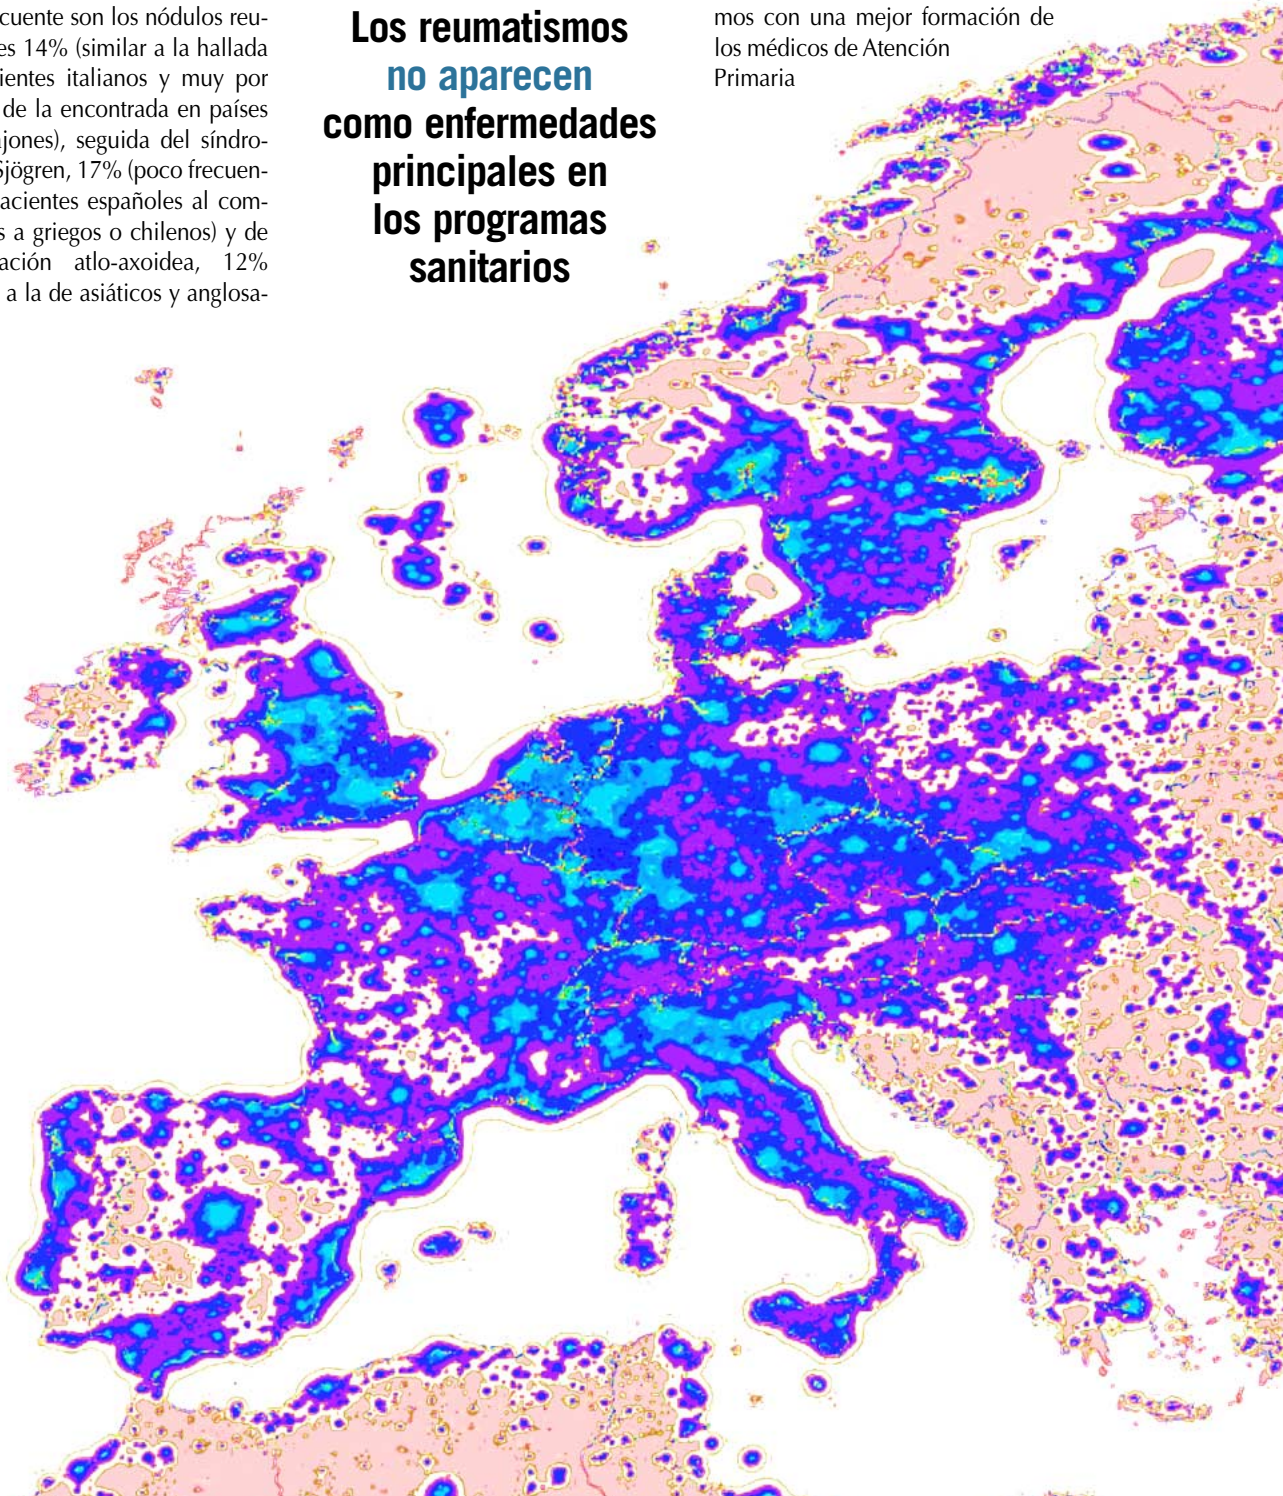 cuente son los nódulos reu-
es 14% (similar a la hallada
ientes italianos y muy por
de la encontrada en países
jones), seguida del síndro-
Sjögren, 17% (poco frecuen-
acientes españoles al com-
s a griegos o chilenos) y de
ación atlo-axoidea, 12%
a la de asiáticos y anglosa-
Los reumatismos
no aparecen
como enfermedades
principales en
los programas
sanitarios
mos con una mejor formación de
los médicos de Atención
Primaria